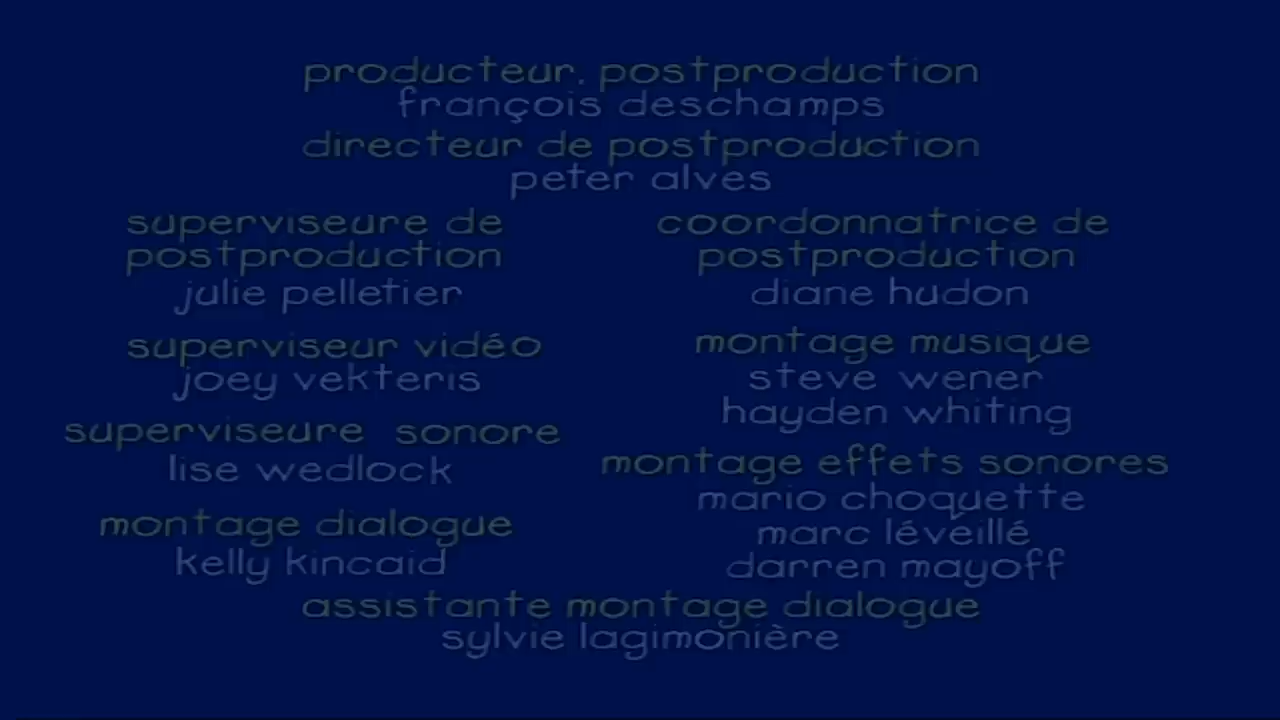 producteur, postproduction
françois deschamps
directeur de postproduction
peter alves
superviseure de
postproduction
julie pelletier
coordonnatrice de
postproduction
diane hudon
superviseur vidéo
joey vekteris
montage musique
steve wener
hayden whiting
superviseure sonore
lise wedlock
montage effets sonores
mario choquette
marc léveillé
darren mayoff
montage dialogue
kelly kincaid
assistante montage dialogue
sylvie lagimonière